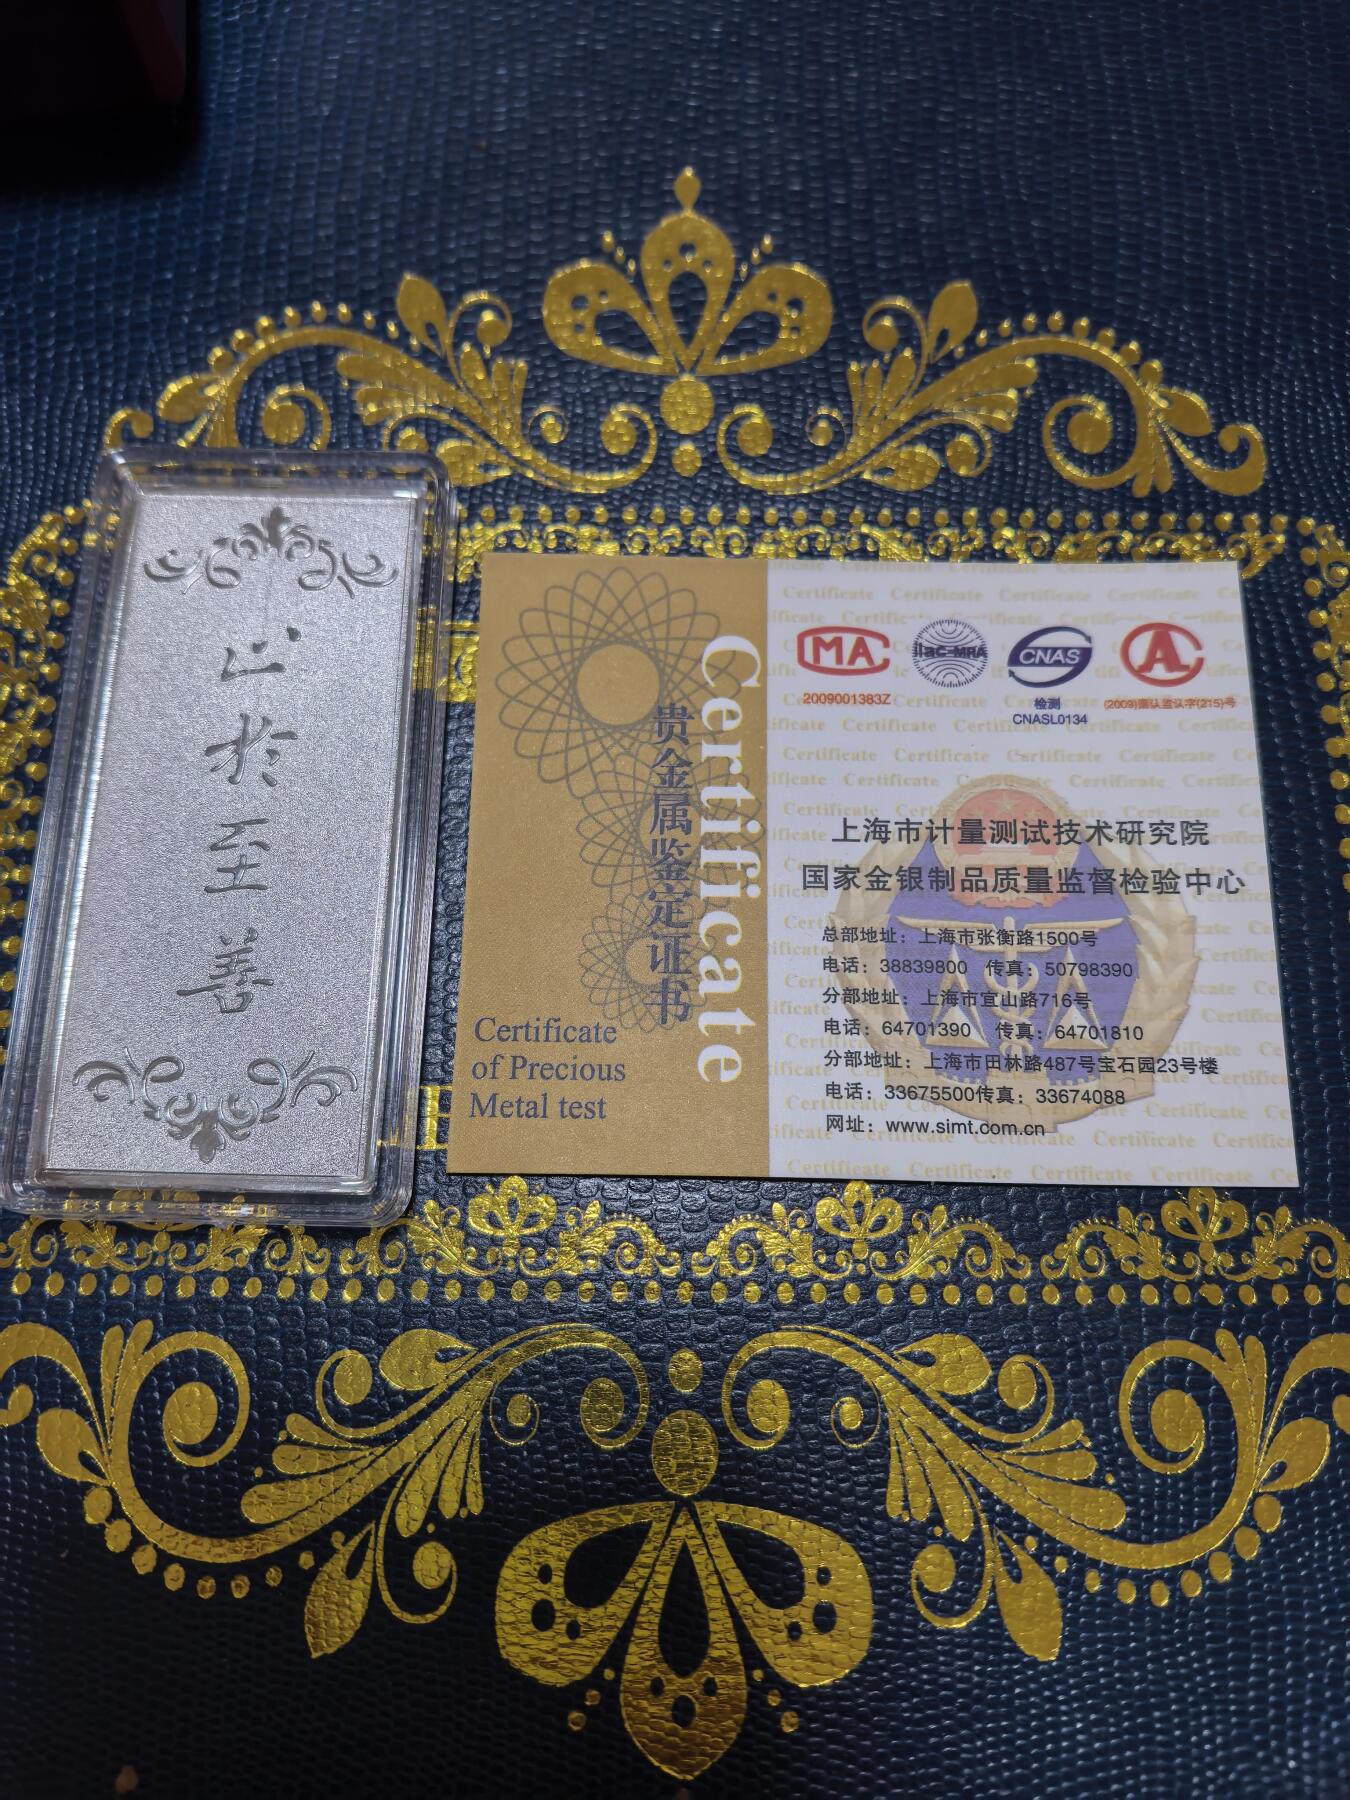 止於至善
Certificate
贵金属鉴定证书
Certificate
of Precious
Metal test
MA
ilac-MRA
CNAS
2009001383Z
检测
CNASL0134
(2009)国认监认字(215)号
上海市计量测试技术研究院
国家金银制品质量监督检验中心
总部地址：上海市张衡路1500号
电话：38839800 传真：50798390
分部地址：上海市宜山路716号
电话：64701390 传真：64701810
分部地址：上海市田林路487号宝石园23号楼
电话：33675500传真：33674088
网址：www.simt.com.cn